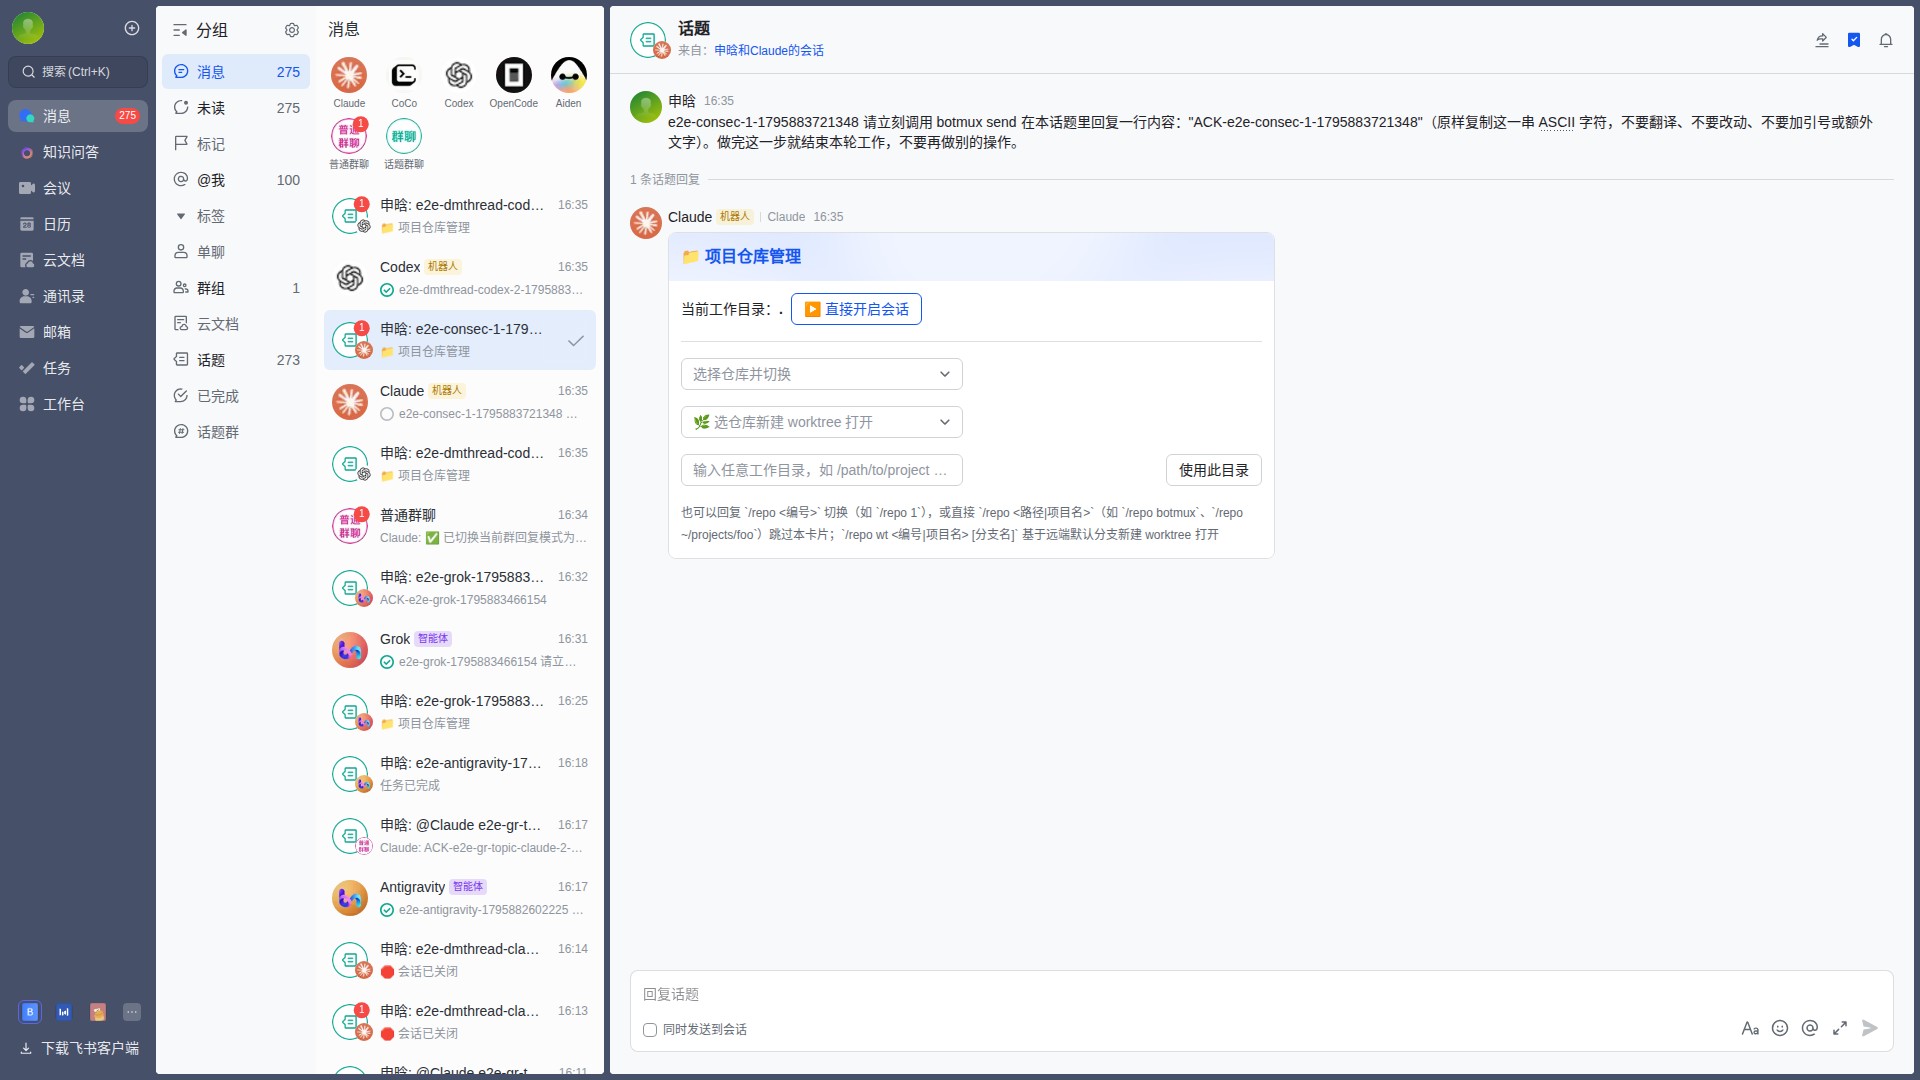 搜索 (Ctrl+K)
消息
275
知识问答
会议
日历
云文档
通讯录
邮箱
任务
工作台
下载飞书客户端
分组
消息 275
未读 275
标记
@我 100
标签
单聊
群组 1
云文档
话题 273
已完成
话题群
消息
Claude
CoCo
Codex
OpenCode
Aiden
普通群聊
话题群聊
申晗: e2e-dmthread-cod… 16:35
📁 项目仓库管理
Codex 机器人 16:35
e2e-dmthread-codex-2-1795883…
申晗: e2e-consec-1-179…
📁 项目仓库管理
Claude 机器人 16:35
e2e-consec-1-1795883721348 …
申晗: e2e-dmthread-cod… 16:35
📁 项目仓库管理
普通群聊 16:34
Claude: ✅ 已切换当前群回复模式为…
申晗: e2e-grok-1795883… 16:32
ACK-e2e-grok-1795883466154
Grok 智能体 16:31
e2e-grok-1795883466154 请立…
申晗: e2e-grok-1795883… 16:25
📁 项目仓库管理
申晗: e2e-antigravity-17… 16:18
任务已完成
申晗: @Claude e2e-gr-t… 16:17
Claude: ACK-e2e-gr-topic-claude-2-…
Antigravity 智能体 16:17
e2e-antigravity-1795882602225 …
申晗: e2e-dmthread-cla… 16:14
🛑 会话已关闭
申晗: e2e-dmthread-cla… 16:13
🛑 会话已关闭
申晗: @Claude e2e-gr-t… 16:11
话题
来自：申晗和Claude的会话
申晗 16:35
e2e-consec-1-1795883721348 请立刻调用 botmux send 在本话题里回复一行内容："ACK-e2e-consec-1-1795883721348"（原样复制这一串 ASCII 字符，不要翻译、不要改动、不要加引号或额外
文字）。做完这一步就结束本轮工作，不要再做别的操作。
1 条话题回复
Claude 机器人 | Claude 16:35
📁 项目仓库管理
当前工作目录：. ▶️ 直接开启会话
选择仓库并切换
🌿 选仓库新建 worktree 打开
输入任意工作目录，如 /path/to/project …
使用此目录
也可以回复 `/repo <编号>` 切换（如 `/repo 1`），或直接 `/repo <路径|项目名>`（如 `/repo botmux`、`/repo
~/projects/foo`）跳过本卡片；`/repo wt <编号|项目名> [分支名]` 基于远端默认分支新建 worktree 打开
回复话题
同时发送到会话